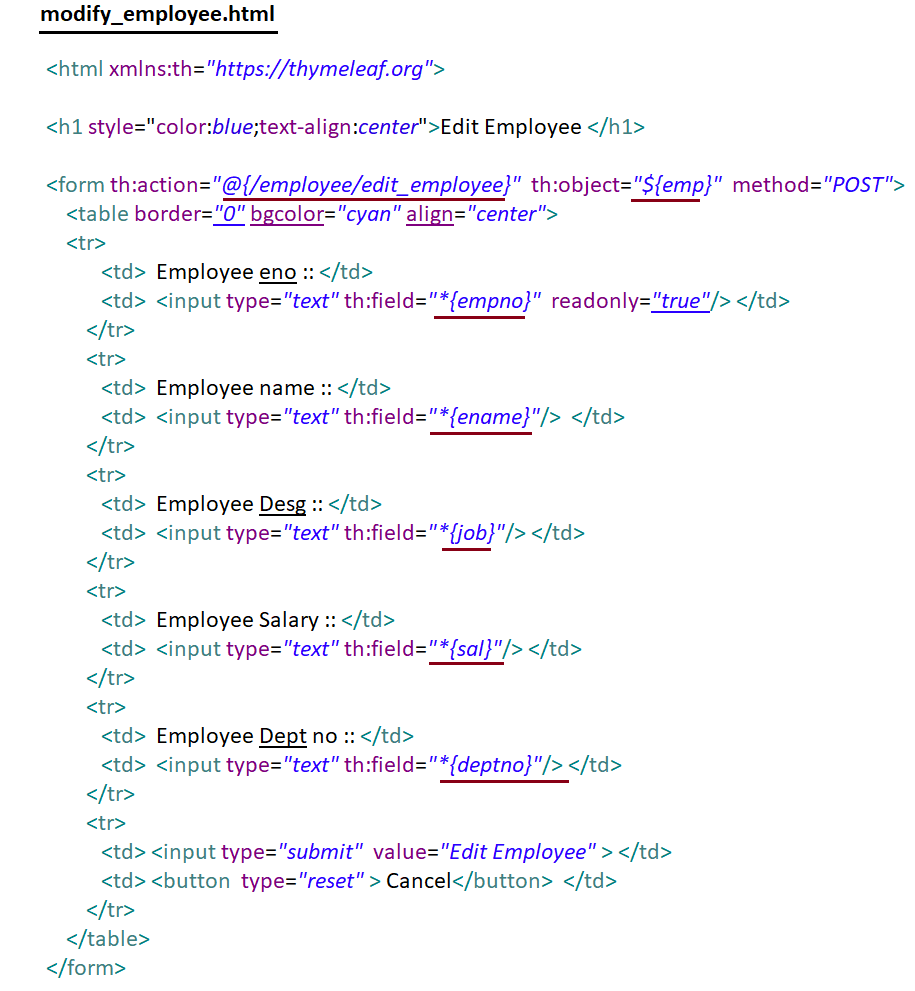 modify_employee.html
<html xmlns:th="https://thymeleaf.org">
<h1 style="color:blue;text-align:center">Edit Employee </h1>
<form th:action="@{/employee/edit_employee}" th:object="${emp}" method="POST">
<table border="0" bgcolor="cyan" align="center">
<tr>
<td> Employee eno :: </td>
<td> <input type="text" th:field="*{empno}" readonly="true"/> </td>
</tr>
<tr>
<td> Employee name :: </td>
<td> <input type="text" th:field="*{ename}"/> </td>
</tr>
<tr>
<td> Employee Desg :: </td>
<td> <input type="text" th:field="*{job}"/> </td>
</tr>
<tr>
<td> Employee Salary :: </td>
<td> <input type="text" th:field="*{sal}"/> </td>
</tr>
<tr>
<td> Employee Dept no :: </td>
<td> <input type="text" th:field="*{deptno}"/> </td>
</tr>
<tr>
<td> <input type="submit" value="Edit Employee" > </td>
<td> <button type="reset" > Cancel</button> </td>
</tr>
</table>
</form>